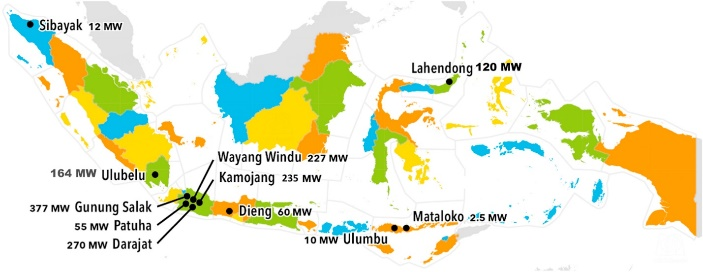 Sibayak 12 MW
Lahendong 120 MW
Wayang Windu 227 MW
164 MW Ulubelu
Kamojang 235 MW
377 MW Gunung Salak
Dieng 60 MW
55 MW Patuha
Mataloko 2.5 MW
270 MW Darajat
10 MW Ulumbu